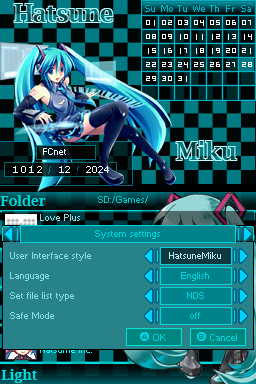 Hatsune
Su Mo Tu We Th Fr Sa
01 02 03 04 05 06 07
08 09 10 11 12 13 14
15 16 17 18 19 20 21
22 23 24 25 26 27 28
29 30 31
Miku
FCnet
1012 / 12 / 2024
Folder SD:/Games/
Love Plus
System settings
User Interface style HatsuneMiku
Language English
Set file list type NDS
Safe Mode off
A OK B Cancel
Natsume Inc.
Light